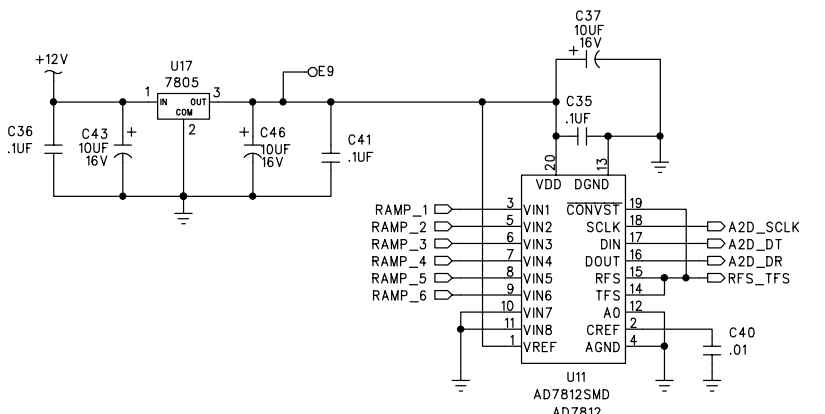 C37
10UF
16V
+
+12V
U17
7805
E9
1
IN
OUT
3
COM
2
C36
.1UF
C43
10UF
16V
+
C46
10UF
16V
+
C41
.1UF
C35
.1UF
20
13
VDD
DGND
RAMP_1
3
VIN1
CONVST
19
RAMP_2
5
VIN2
SCLK
18
A2D_SCLK
RAMP_3
6
VIN3
DIN
17
A2D_DT
RAMP_4
7
VIN4
DOUT
16
A2D_DR
RAMP_5
8
VIN5
RFS
15
RFS_TFS
RAMP_6
9
VIN6
TFS
14
10
VIN7
A0
12
11
VIN8
CREF
2
1
VREF
AGND
4
C40
.01
U11
AD7812SMD
AD7812